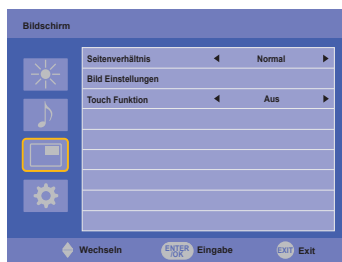 Bildschirm
Seitenverhältnis Normal
Bild Einstellungen
Touch Funktion Aus
Wechseln ENTER /OK Eingabe EXIT Exit